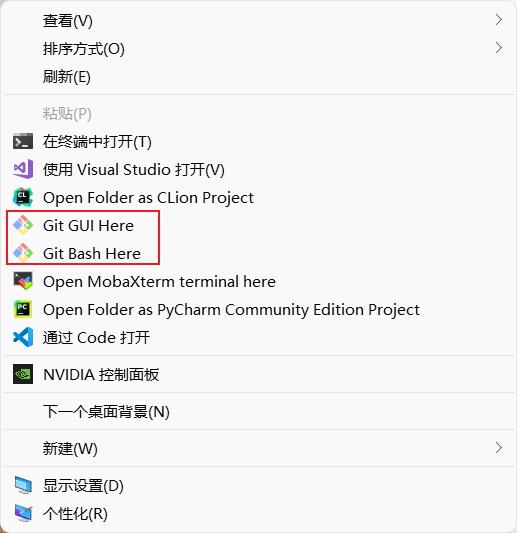 查看(V)
排序方式(O)
刷新(E)
粘贴(P)
在终端中打开(T)
使用 Visual Studio 打开(V)
Open Folder as CLion Project
Git GUI Here
Git Bash Here
Open MobaXterm terminal here
Open Folder as PyCharm Community Edition Project
通过 Code 打开
NVIDIA 控制面板
下一个桌面背景(N)
新建(W)
显示设置(D)
个性化(R)